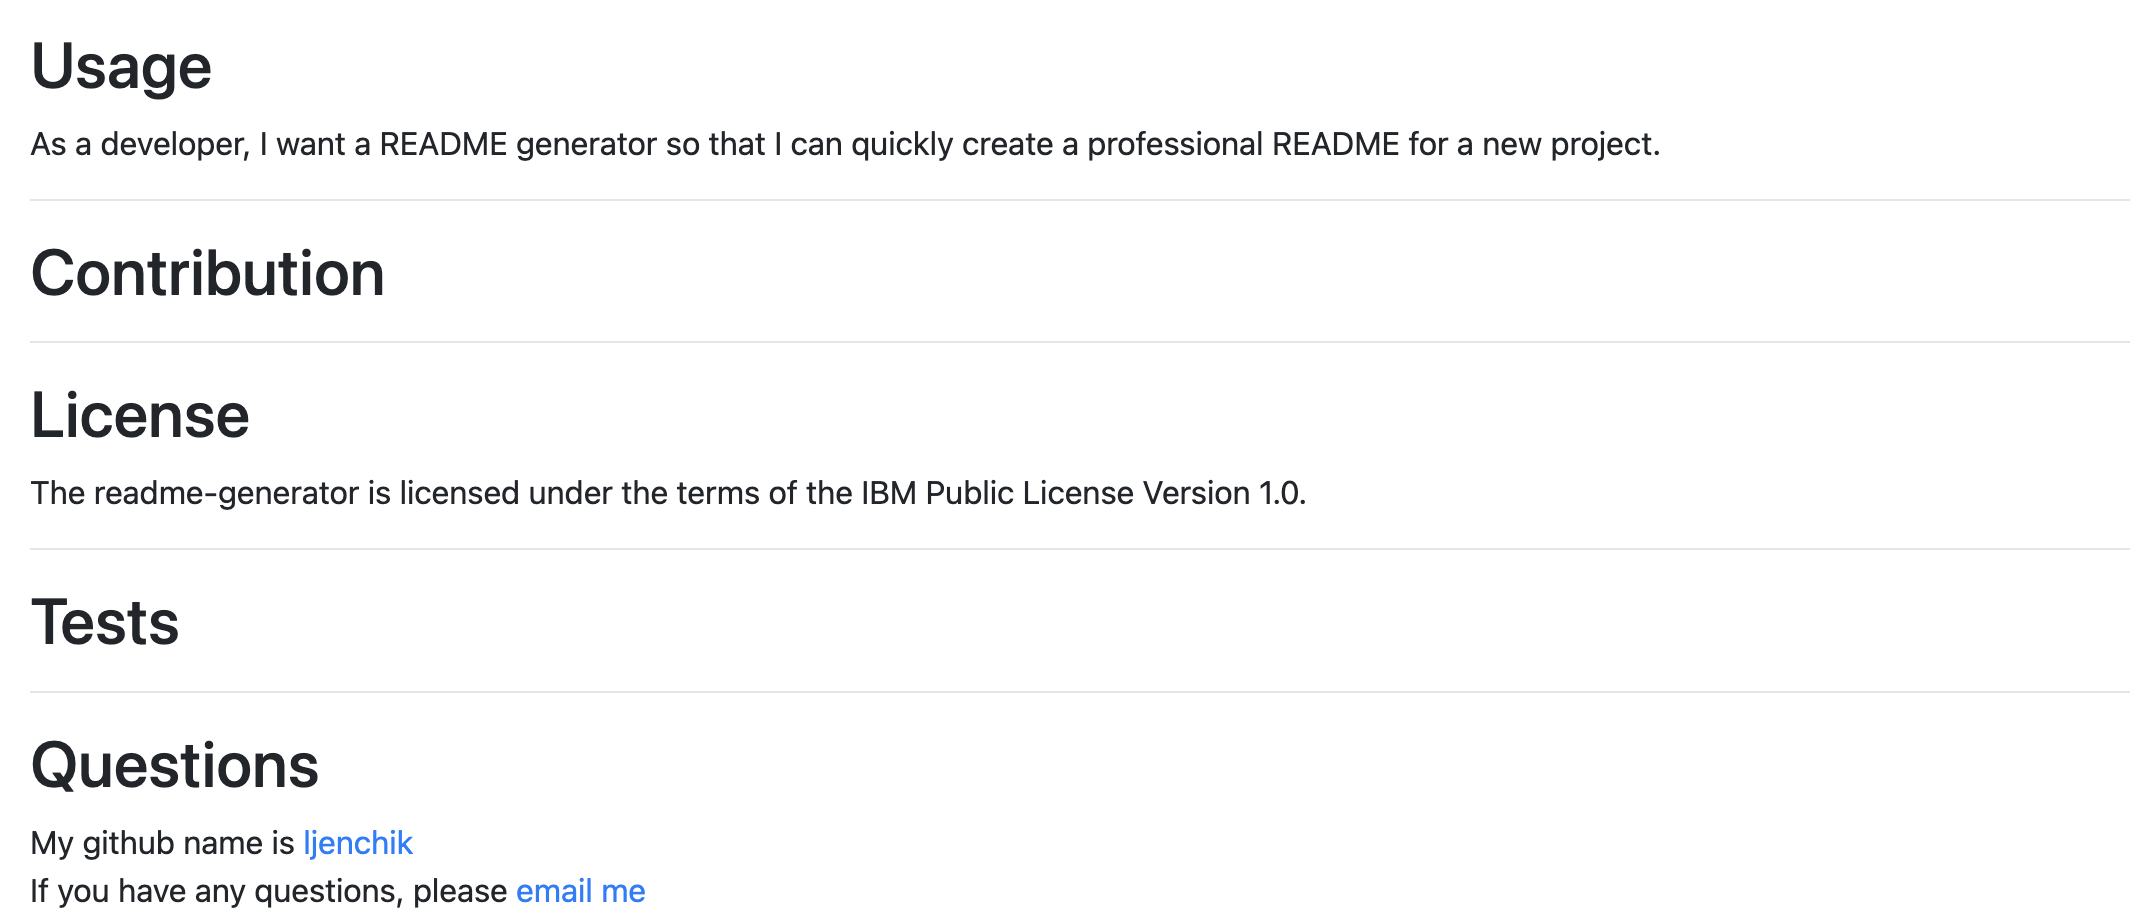 Usage
As a developer, I want a README generator so that I can quickly create a professional README for a new project.
Contribution
License
The readme-generator is licensed under the terms of the IBM Public License Version 1.0.
Tests
Questions
My github name is ljenchik
If you have any questions, please email me